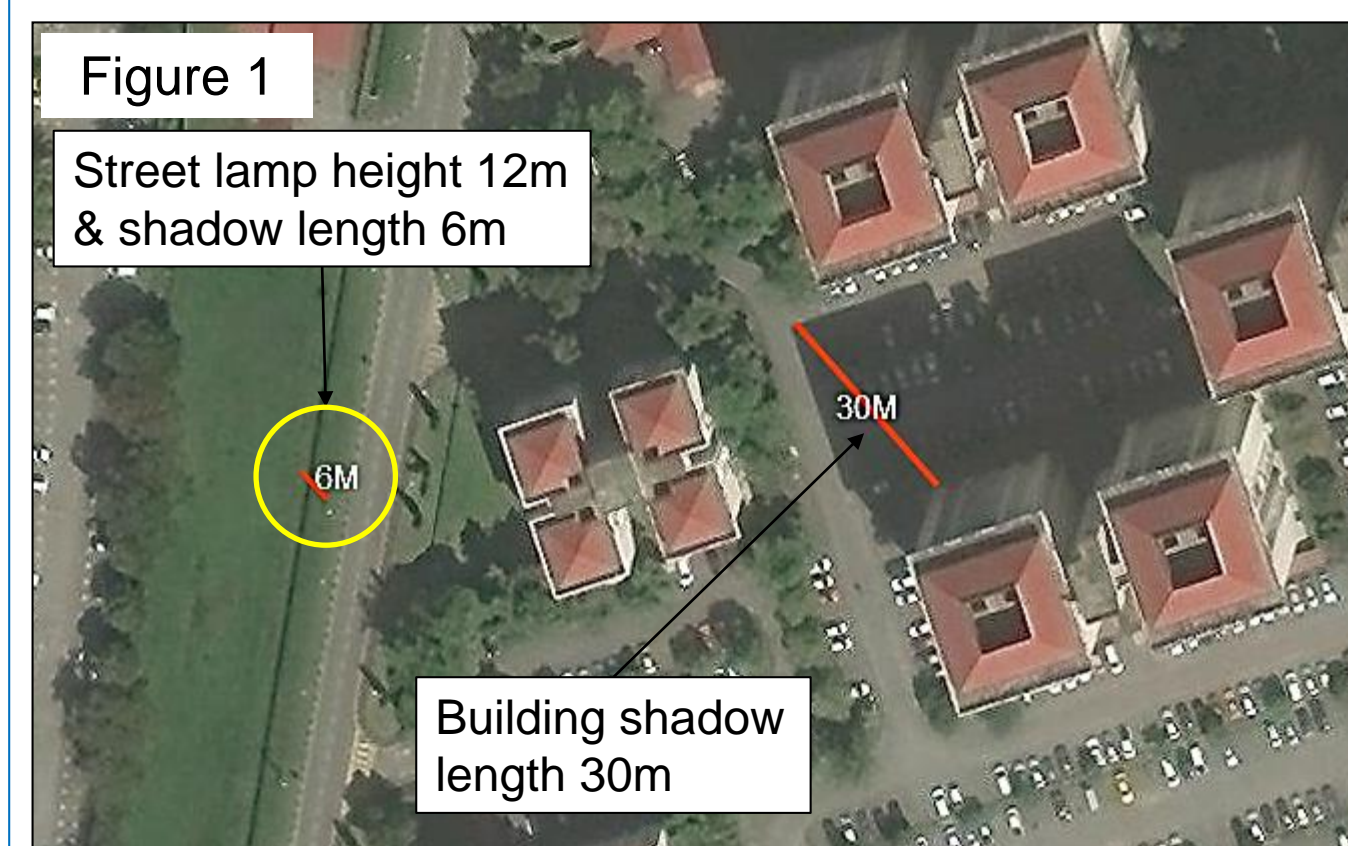 Figure 1
Street lamp height 12m
& shadow length 6m
30M
6M
Building shadow
length 30m